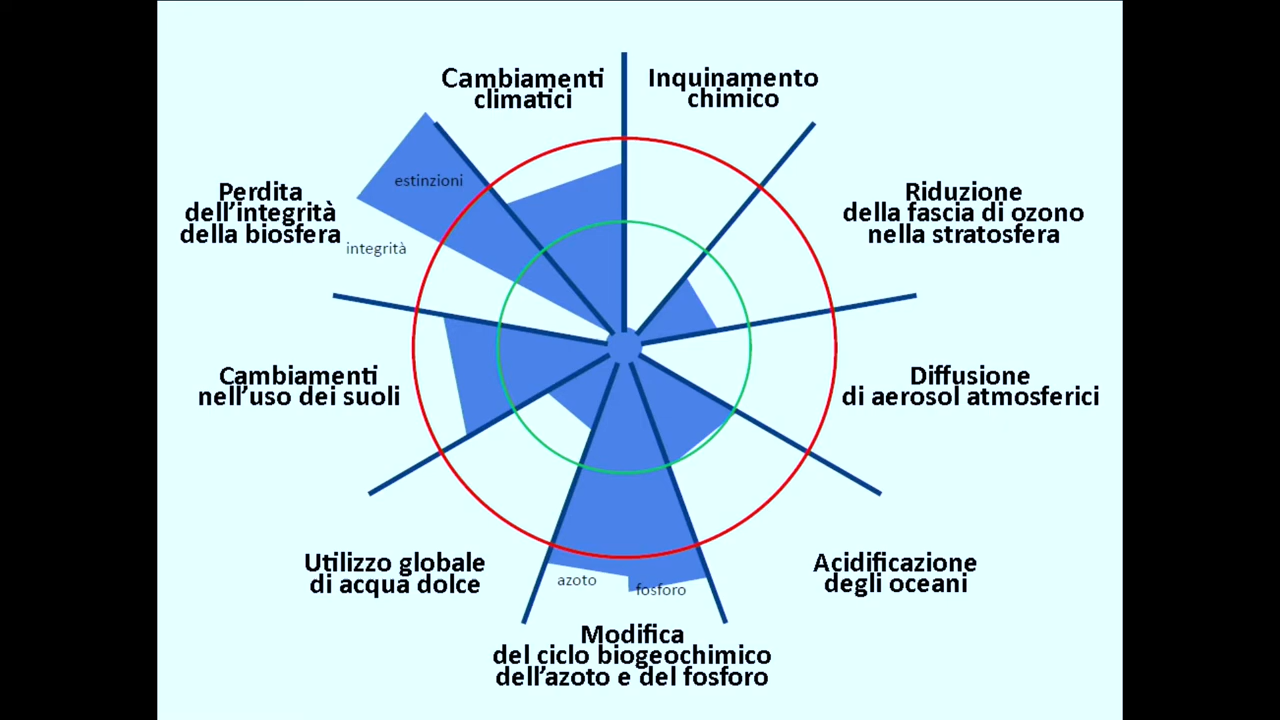 Cambiamenti
climatici
Inquinamento
chimico
estinzioni
Perdita
dell'integrità
della biosfera
integrità
Riduzione
della fascia di ozono
nella stratosfera
Cambiamenti
nell'uso dei suoli
Diffusione
di aerosol atmosferici
Utilizzo globale
di acqua dolce
azoto
fosforo
Acidificazione
degli oceani
Modifica
del ciclo biogeochimico
dell'azoto e del fosforo